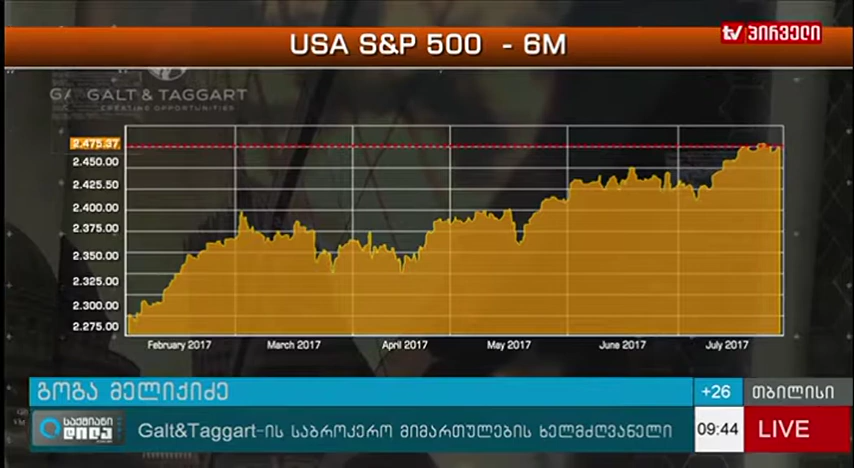 USA S&P 500 - 6M
tv პირველი
GALT & TAGGART
CREATING OPPORTUNITIES
2.475.37
2.450.00
2.425.50
2.400.00
2.375.00
2.350.00
2.325.00
2.300.00
2.275.00
February 2017 March 2017 April 2017 May 2017 June 2017 July 2017
გოგა მელიქიძე +26 თბილისი
საქმიანი
დილა
Galt&Taggart-ის საბროკერო მიმართულების ხელმძღვანელი 09:44 LIVE